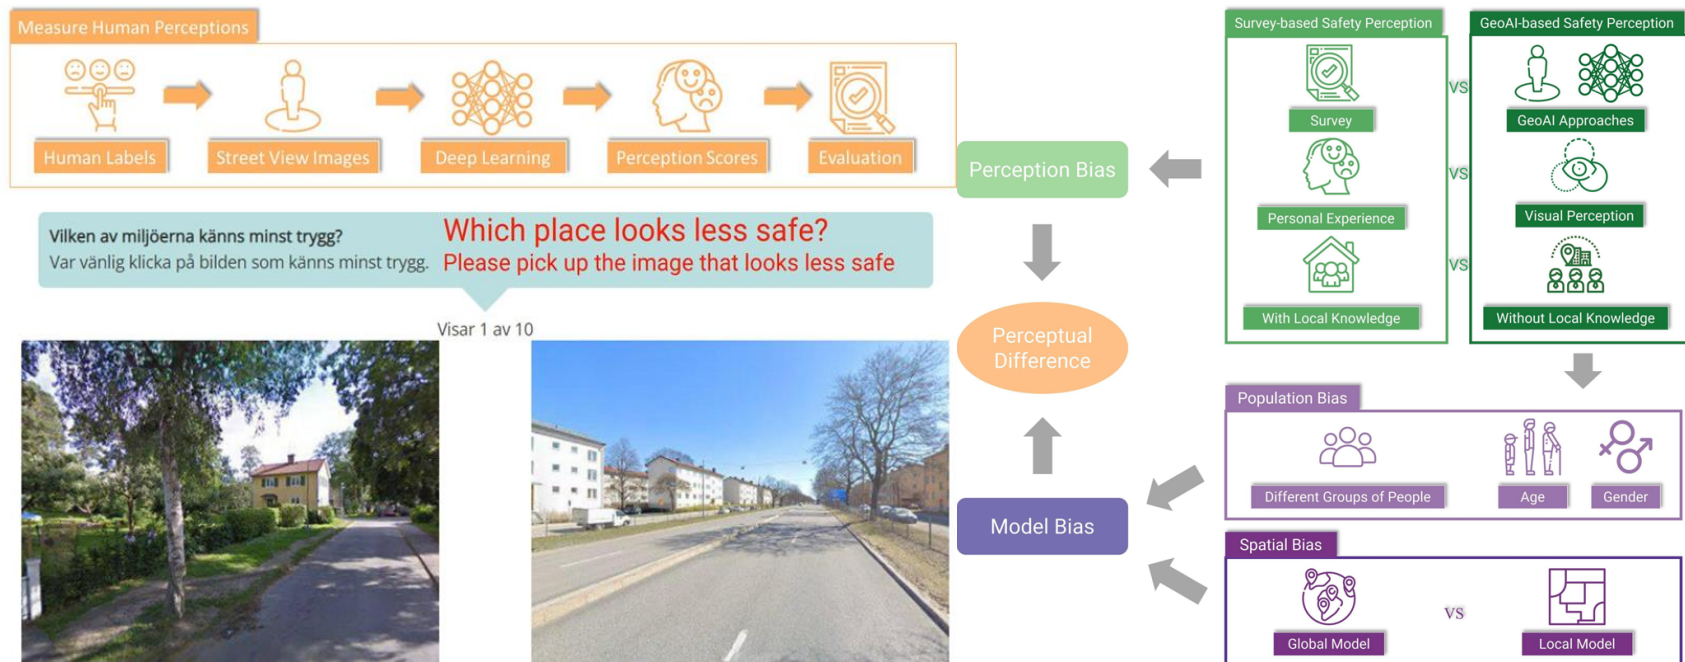 Measure Human Perceptions
Human Labels
Street View Images
Deep Learning
Perception Scores
Evaluation
Vilken av miljöerna känns minst trygg?
Var vänlig klicka på bilden som känns minst trygg.
Which place looks less safe?
Please pick up the image that looks less safe
Visar 1 av 10
Perception Bias
Perceptual
Difference
Model Bias
Survey-based Safety Perception
GeoAI-based Safety Perception
VS
Survey
GeoAI Approaches
VS
Personal Experience
Visual Perception
VS
With Local Knowledge
Without Local Knowledge
Population Bias
Different Groups of People
Age
Gender
Spatial Bias
VS
Global Model
Local Model